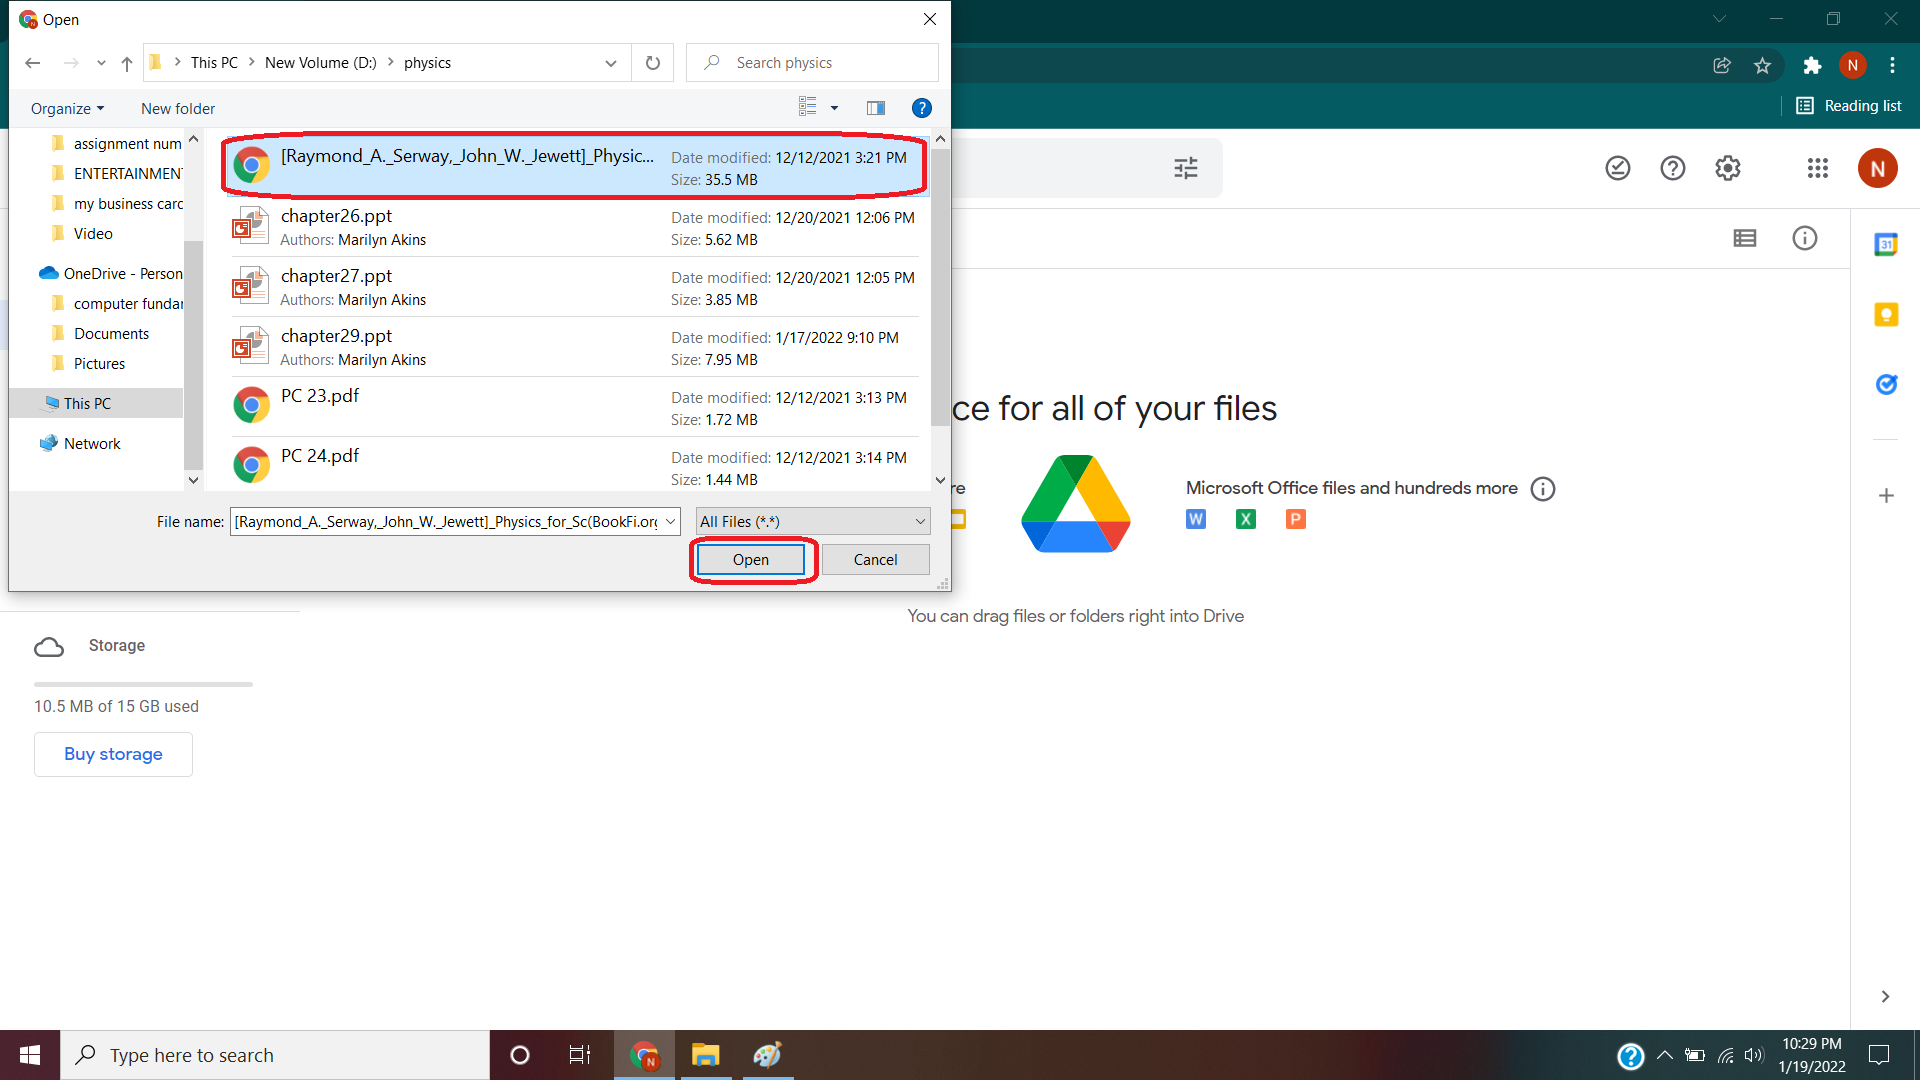 Open
This PC > New Volume (D:) > physics
Search physics
Organize
New folder
?
assignment num
ENTERTAINMEN
my business card
Video
OneDrive - Person
computer fundar
Documents
Pictures
This PC
Network
[Raymond_A._Serway,_John_W._Jewett]_Physic...
Date modified: 12/12/2021 3:21 PM
Size: 35.5 MB
chapter26.ppt
Authors: Marilyn Akins
Date modified: 12/20/2021 12:06 PM
Size: 5.62 MB
chapter27.ppt
Authors: Marilyn Akins
Date modified: 12/20/2021 12:05 PM
Size: 3.85 MB
chapter29.ppt
Authors: Marilyn Akins
Date modified: 1/17/2022 9:10 PM
Size: 7.95 MB
PC 23.pdf
Date modified: 12/12/2021 3:13 PM
Size: 1.72 MB
PC 24.pdf
Date modified: 12/12/2021 3:14 PM
Size: 1.44 MB
File name: [Raymond_A._Serway,_John_W._Jewett]_Physics_for_Sc(BookFi.org
All Files (*.*)
Open
Cancel
N
Reading list
N
31
ce for all of your files
re
Microsoft Office files and hundreds more
W X P
You can drag files or folders right into Drive
Storage
10.5 MB of 15 GB used
Buy storage
Type here to search
N
10:29 PM
1/19/2022